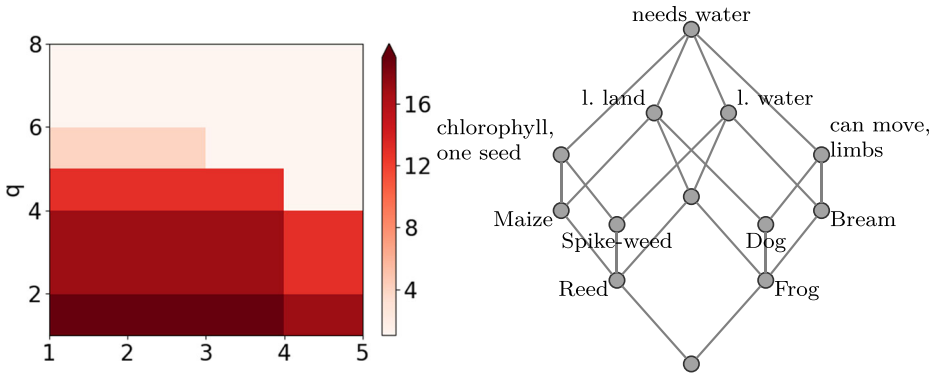 needs water
8
16
l. land
l. water
chlorophyll,
one seed
can move,
limbs
6
12
q
4
8
Maize
Bream
Spike-weed
Dog
2
4
Reed
Frog
1
2
3
4
5